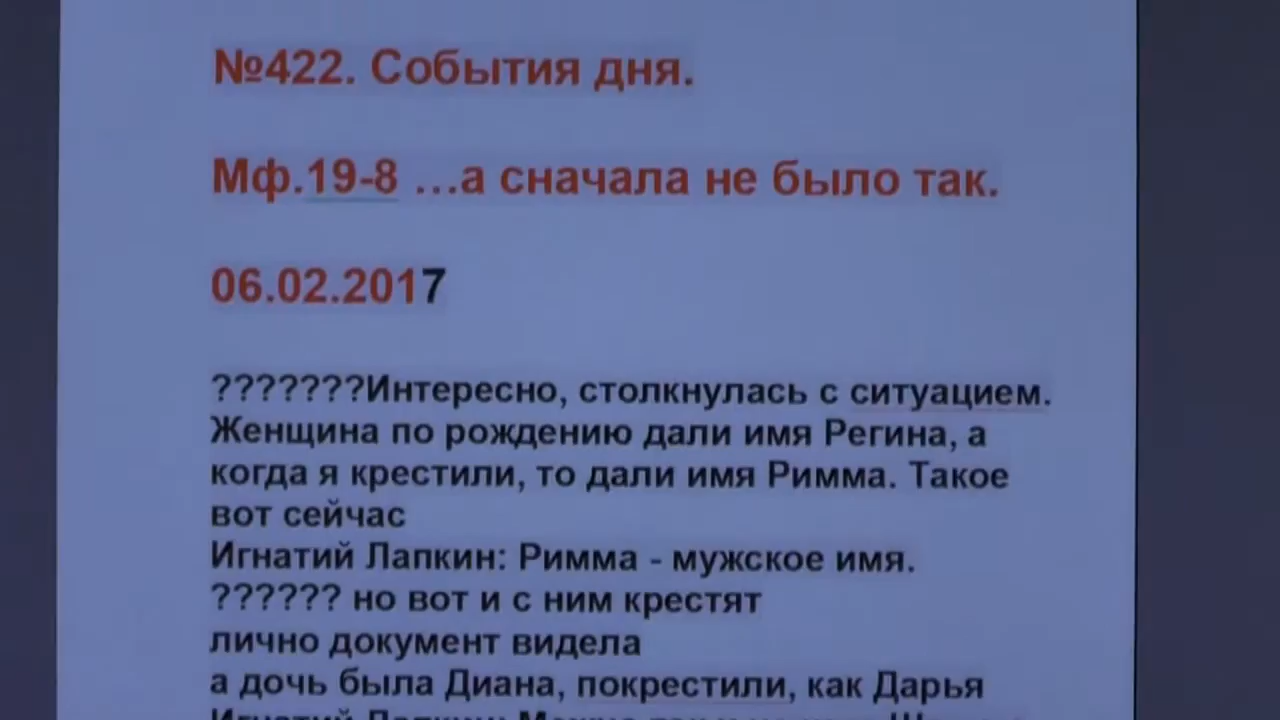 №422. События дня.
Мф.19-8 ...а сначала не было так.
06.02.2017
???????Интересно, столкнулась с ситуацием.
Женщина по рождению дали имя Регина, а
когда я крестили, то дали имя Римма. Такое
вот сейчас
Игнатий Лапкин: Римма - мужское имя.
?????? но вот и с ним крестят
лично документ видела
а дочь была Диана, покрестили, как Дарья
Игнатий Лапкин: